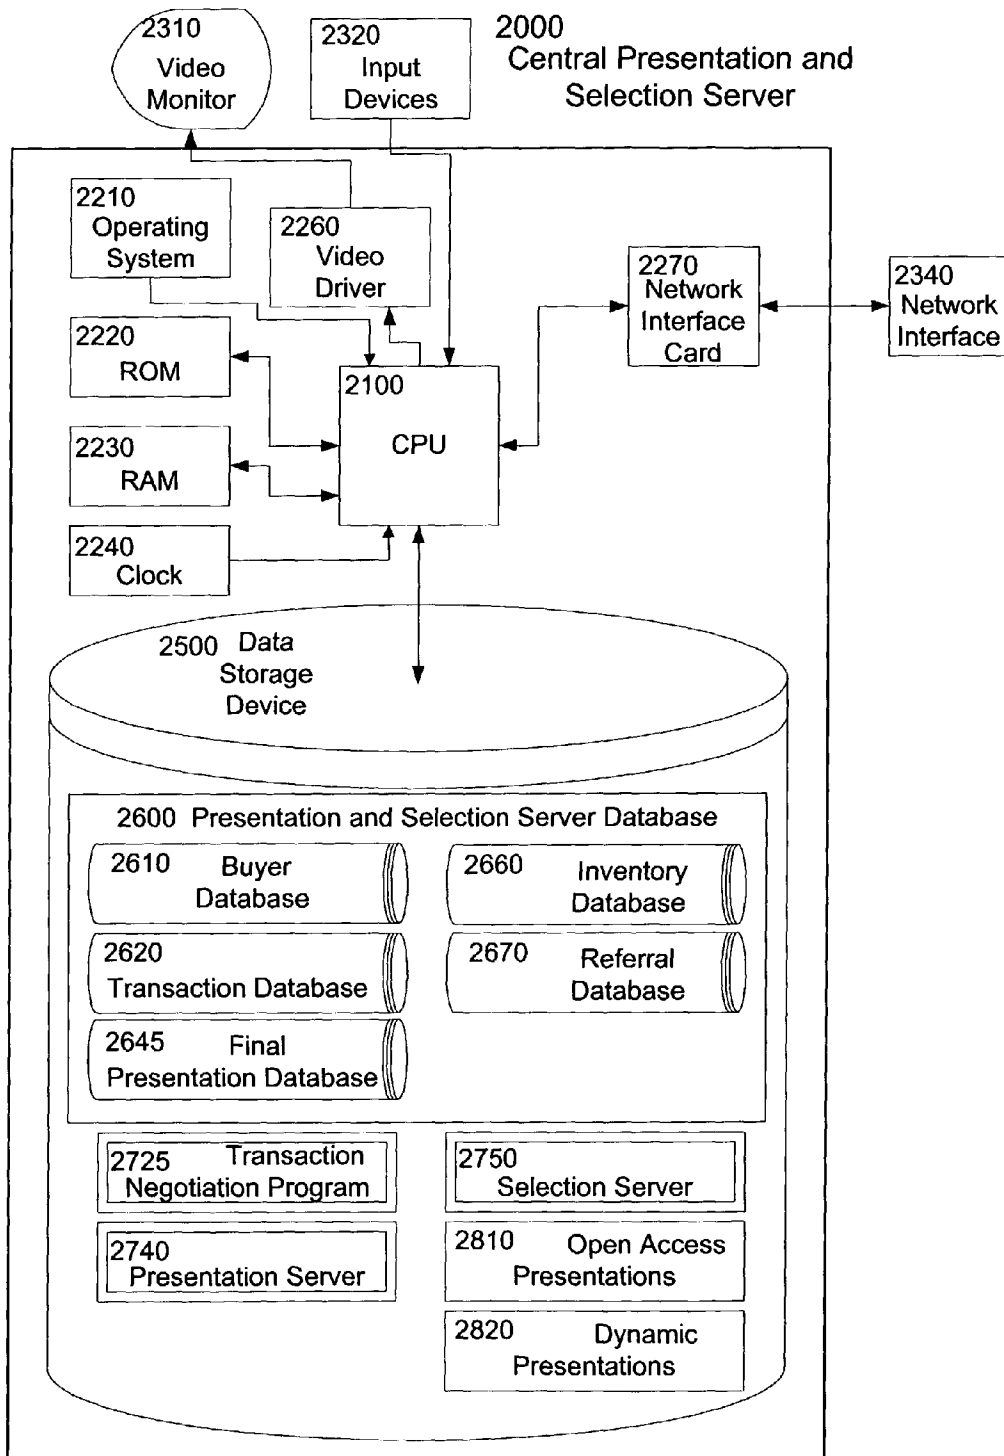 2310
Video
Monitor
2320
Input
Devices
2000
Central Presentation and
Selection Server
2210
Operating
System
2260
Video
Driver
2270
Network
Interface
Card
2340
Network
Interface
2220
ROM
2100
CPU
2230
RAM
2240
Clock
2500 Data
Storage
Device
2600 Presentation and Selection Server Database
2610 Buyer
Database
2660 Inventory
Database
2620
Transaction Database
2670 Referral
Database
2645 Final
Presentation Database
2725 Transaction
Negotiation Program
2750
Selection Server
2740
Presentation Server
2810 Open Access
Presentations
2820 Dynamic
Presentations